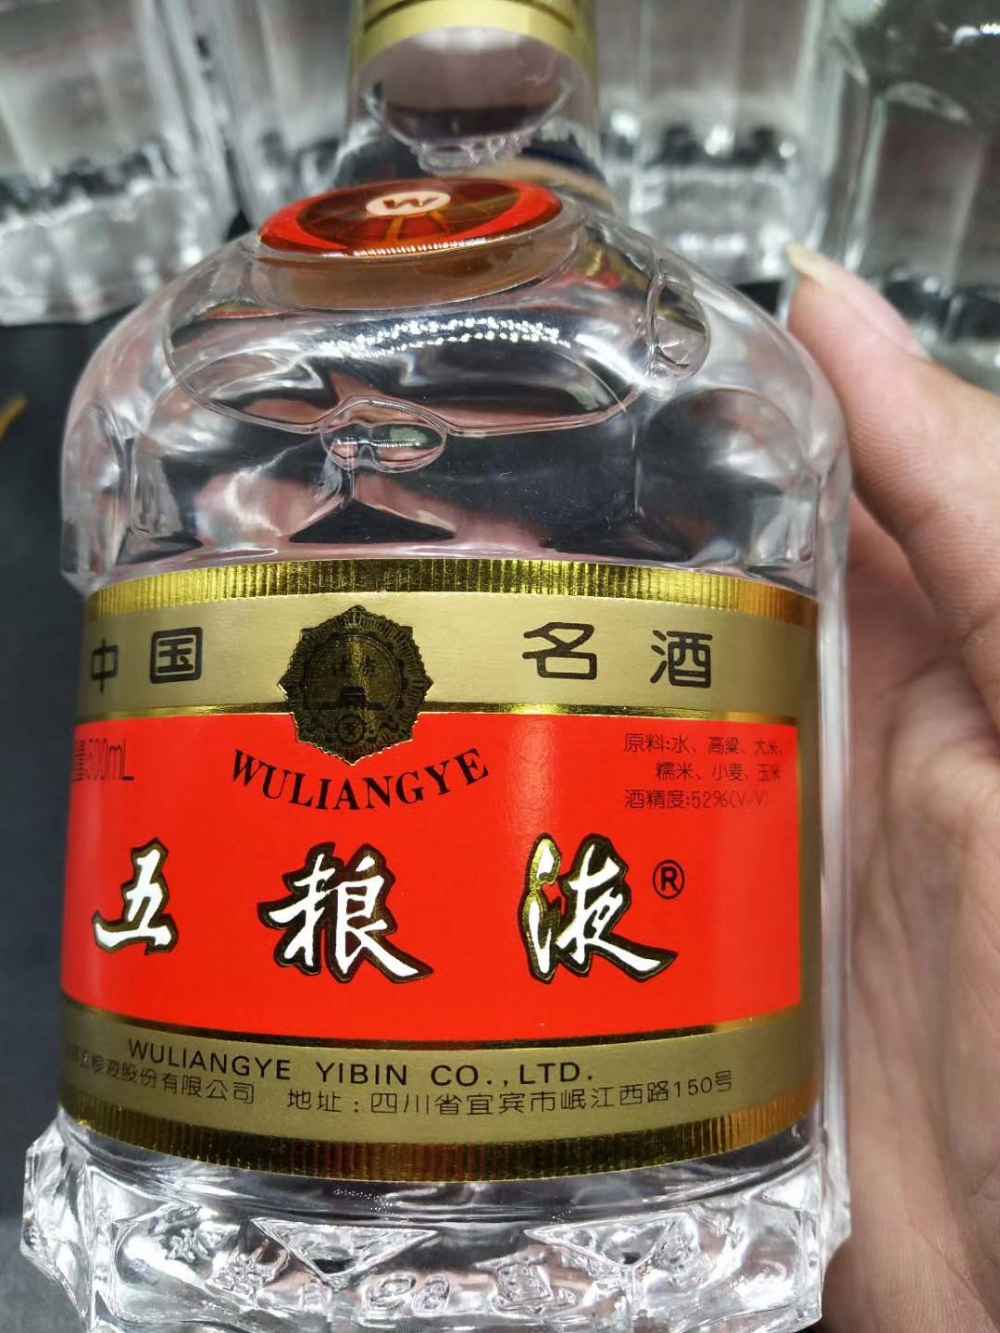 W
中国 名酒
500mL
WULIANGYE
原料:水、高粱、大米、
糯米、小麦、玉米
酒精度:52%(V/V)
五粮液®
WULIANGYE YIBIN CO.,LTD.
股份有限公司 地址:四川省宜宾市岷江西路150号